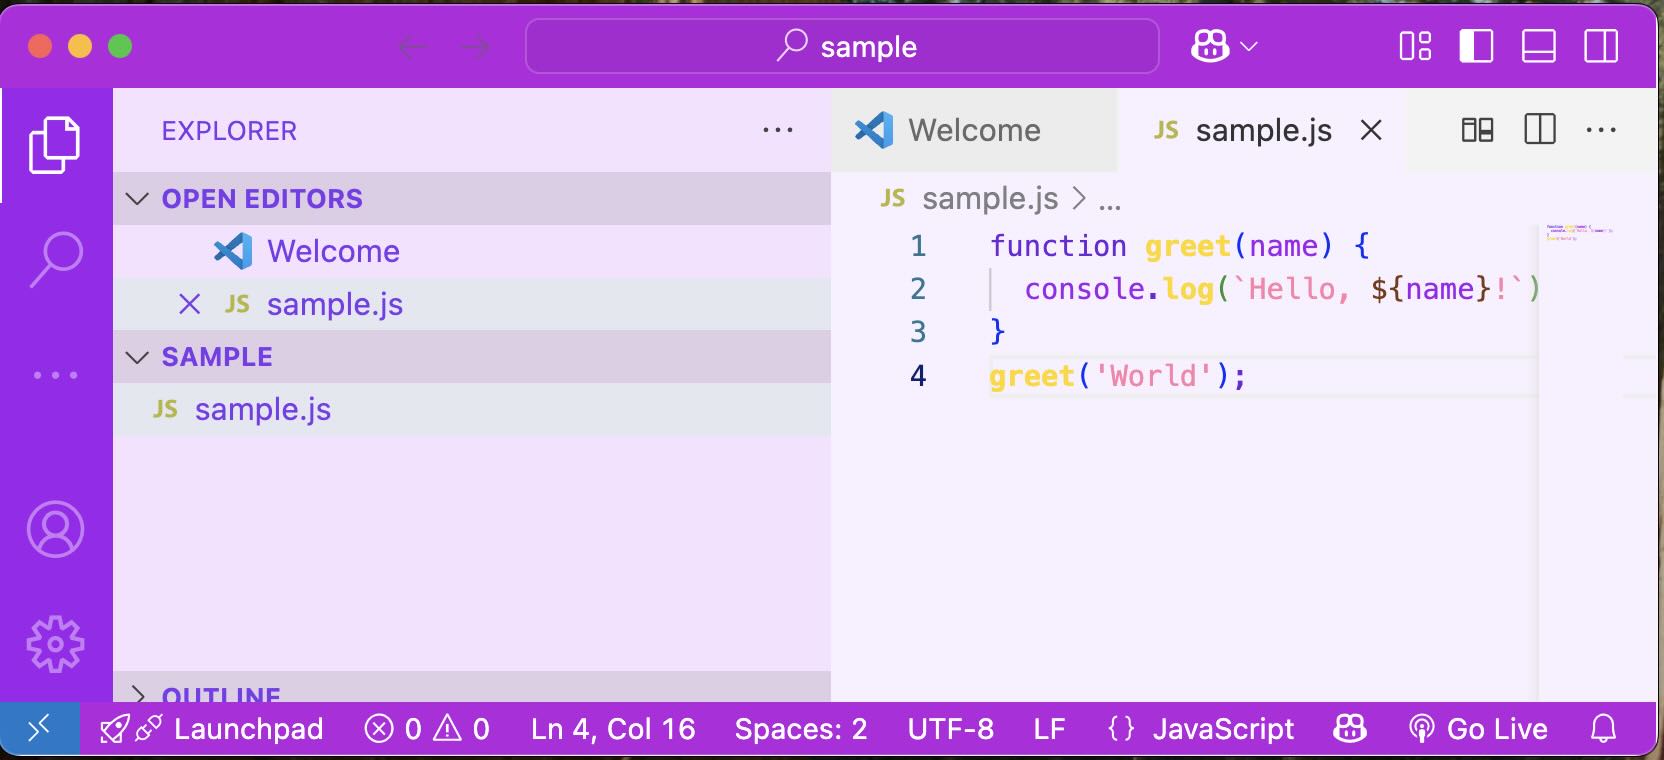 sample
EXPLORER
OPEN EDITORS
Welcome
JS sample.js
SAMPLE
JS sample.js
OUTLINE
Welcome
JS sample.js
JS sample.js > ...
1 function greet(name) {
2 console.log(`Hello, ${name}!`)
3 }
4 greet('World');
Launchpad 0 0 Ln 4, Col 16 Spaces: 2 UTF-8 LF {} JavaScript Go Live